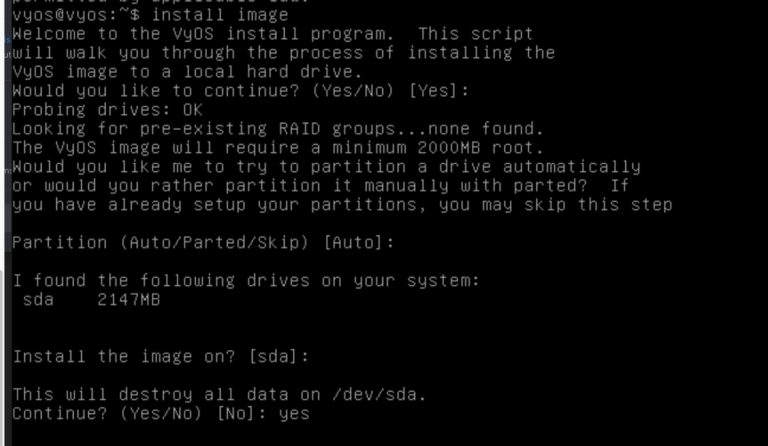 vyos@vyos:~$ install image
Welcome to the VyOS install program.  This script
will walk you through the process of installing the
VyOS image to a local hard drive.
Would you like to continue? (Yes/No) [Yes]:
Probing drives: OK
Looking for pre-existing RAID groups...none found.
The VyOS image will require a minimum 2000MB root.
Would you like me to try to partition a drive automatically
or would you rather partition it manually with parted?  If
you have already setup your partitions, you may skip this step
Partition (Auto/Parted/Skip) [Auto]:
I found the following drives on your system:
 sda    2147MB
Install the image on? [sda]:
This will destroy all data on /dev/sda.
Continue? (Yes/No) [No]: yes